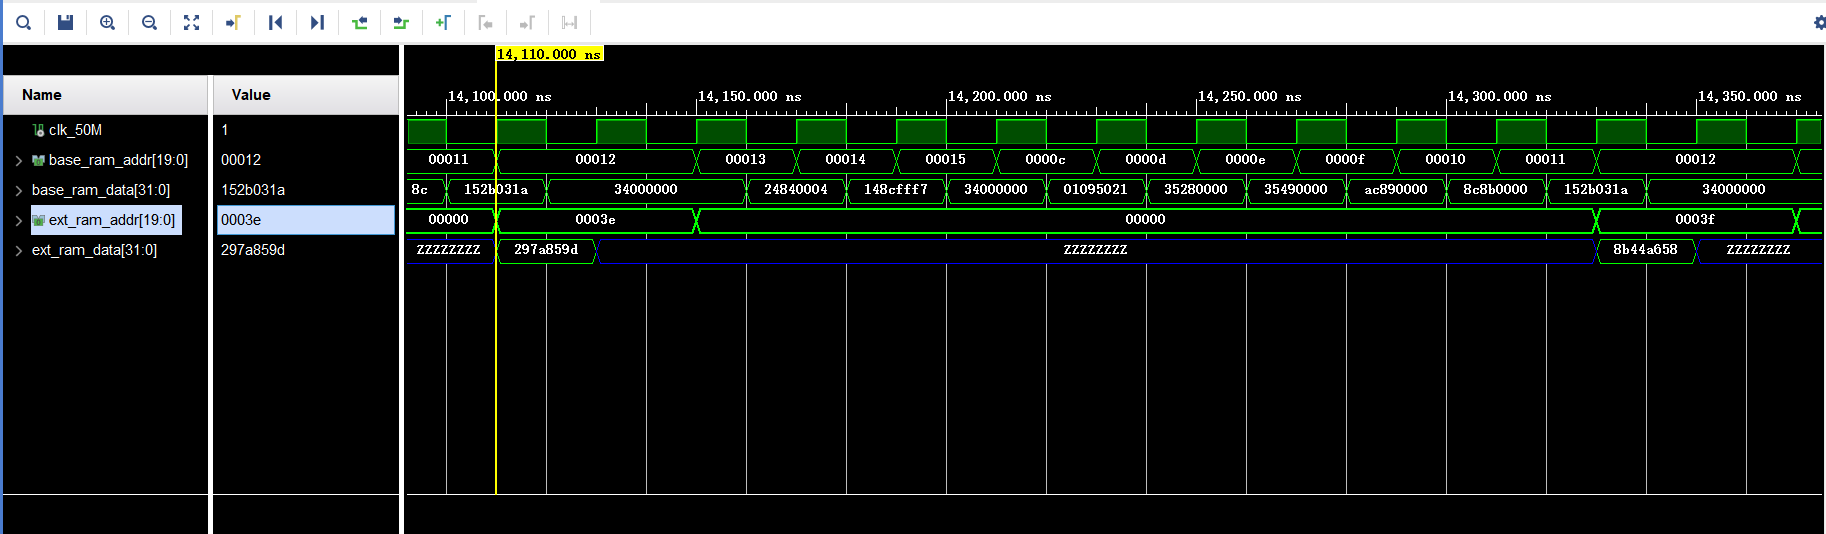 14,110.000 ns
Name Value
14,100.000 ns 14,150.000 ns 14,200.000 ns 14,250.000 ns 14,300.000 ns 14,350.000 ns
clk_50M 1
base_ram_addr[19:0] 00012 00011 00012 00013 00014 00015 0000c 0000d 0000e 0000f 00010 00011 00012
base_ram_data[31:0] 152b031a 8c 152b031a 34000000 24840004 148cfff7 34000000 01095021 35280000 35490000 ac890000 8c8b0000 152b031a 34000000
ext_ram_addr[19:0] 0003e 00000 0003e 00000 0003f
ext_ram_data[31:0] 297a859d ZZZZZZZZ 297a859d ZZZZZZZZ 8b44a658 ZZZZZZZZ